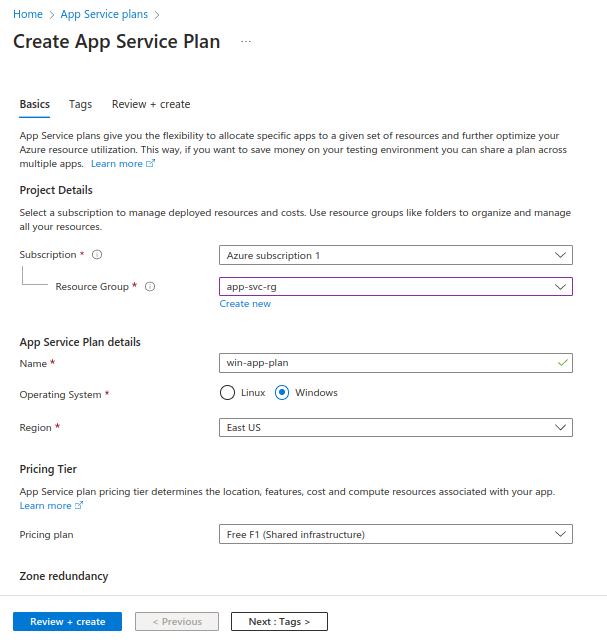 Home > App Service plans >
Create App Service Plan ...
Basics Tags Review + create
App Service plans give you the flexibility to allocate specific apps to a given set of resources and further optimize your
Azure resource utilization. This way, if you want to save money on your testing environment you can share a plan across
multiple apps. Learn more
Project Details
Select a subscription to manage deployed resources and costs. Use resource groups like folders to organize and manage
all your resources.
Subscription * Azure subscription 1
Resource Group * app-svc-rg
Create new
App Service Plan details
Name * win-app-plan
Operating System * Linux Windows
Region * East US
Pricing Tier
App Service plan pricing tier determines the location, features, cost and compute resources associated with your app.
Learn more
Pricing plan Free F1 (Shared infrastructure)
Zone redundancy
Review + create < Previous Next : Tags >